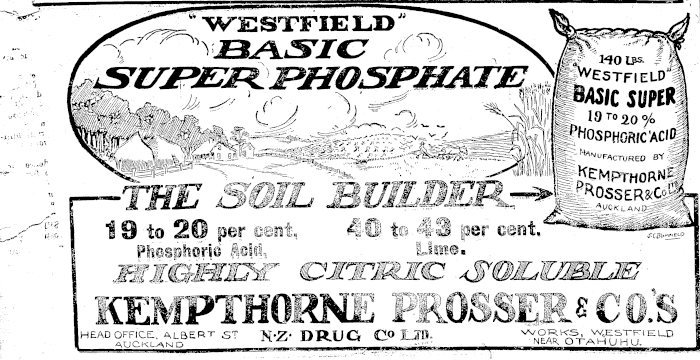 "WESTFIELD"
BASIC
SUPER PHOSPHATE
140 LBS.
"WESTFIELD"
BASIC SUPER
19 TO 20 %
PHOSPHORIC ACID
MANUFACTURED BY
KEMPTHORNE
PROSSER & Co LTD
AUCKLAND
THE SOIL BUILDER
19 to 20 per cent.
Phosphoric Acid,
40 to 43 per cent.
Lime.
HIGHLY CITRIC SOLUBLE
KEMPTHORNE PROSSER & CO.'S
HEAD OFFICE, ALBERT ST
AUCKLAND
N.Z. DRUG Co LTD.
WORKS, WESTFIELD
NEAR OTAHUHU.